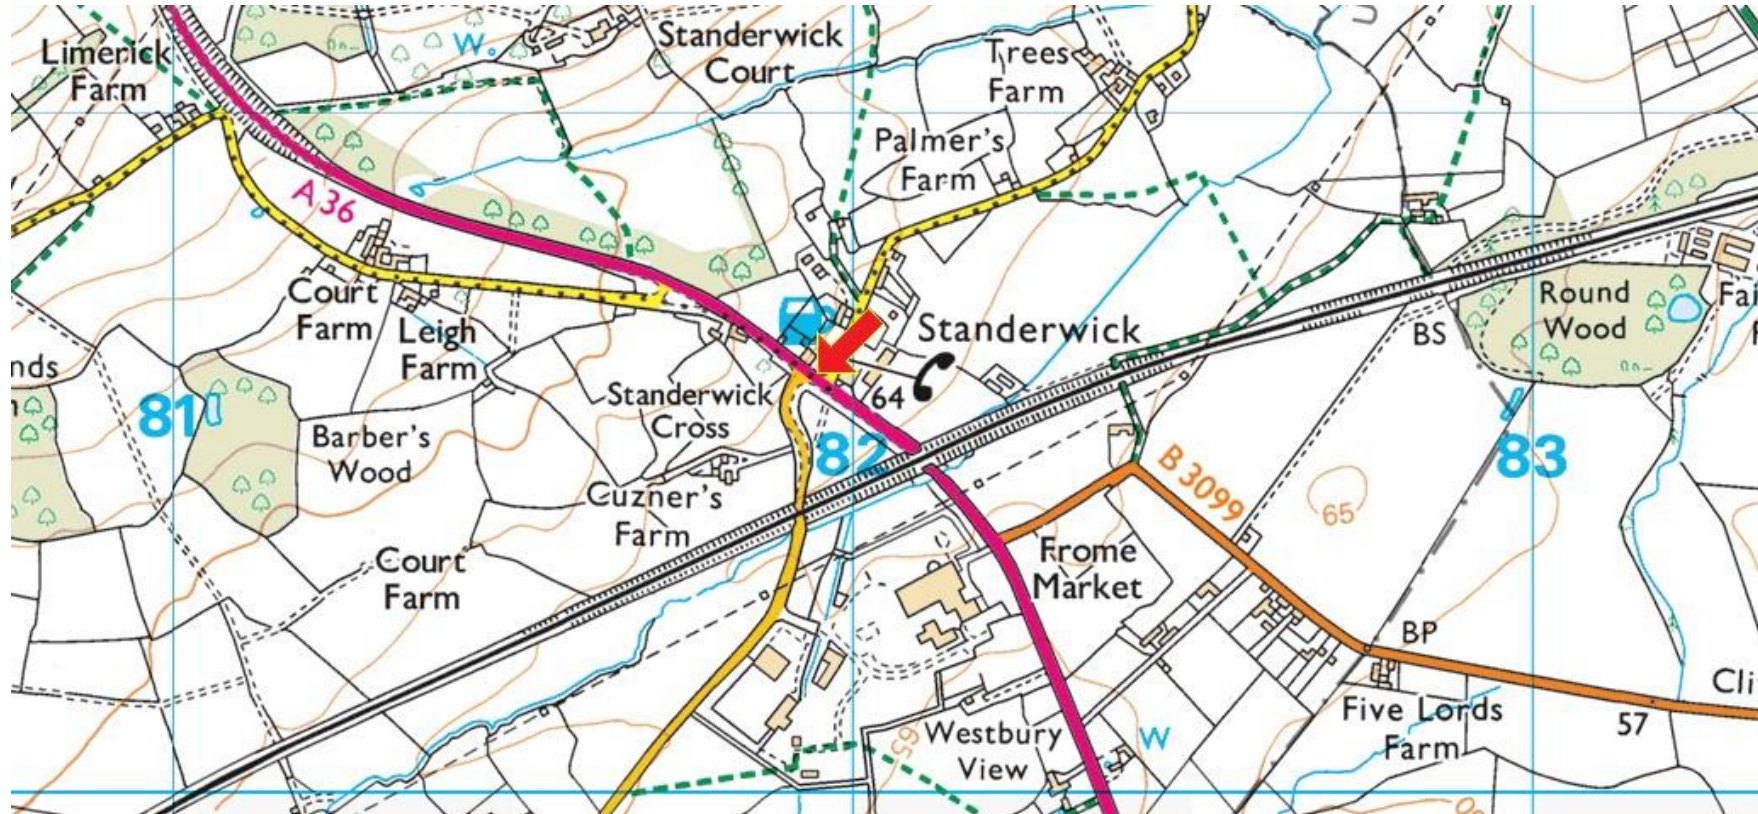 Limerick
Farm
W
Standerwick
Court
Trees
Farm
Palmer's
Farm
A 36
Court
Farm
Leigh
Farm
Standerwick
Round
Wood
BS
nds
81
Barber's
Wood
Standerwick
Cross
64
82
83
B 3099
65
Cuzner's
Farm
Court
Farm
Frome
Market
BP
Five Lords
Farm
57
Westbury
View
W
65